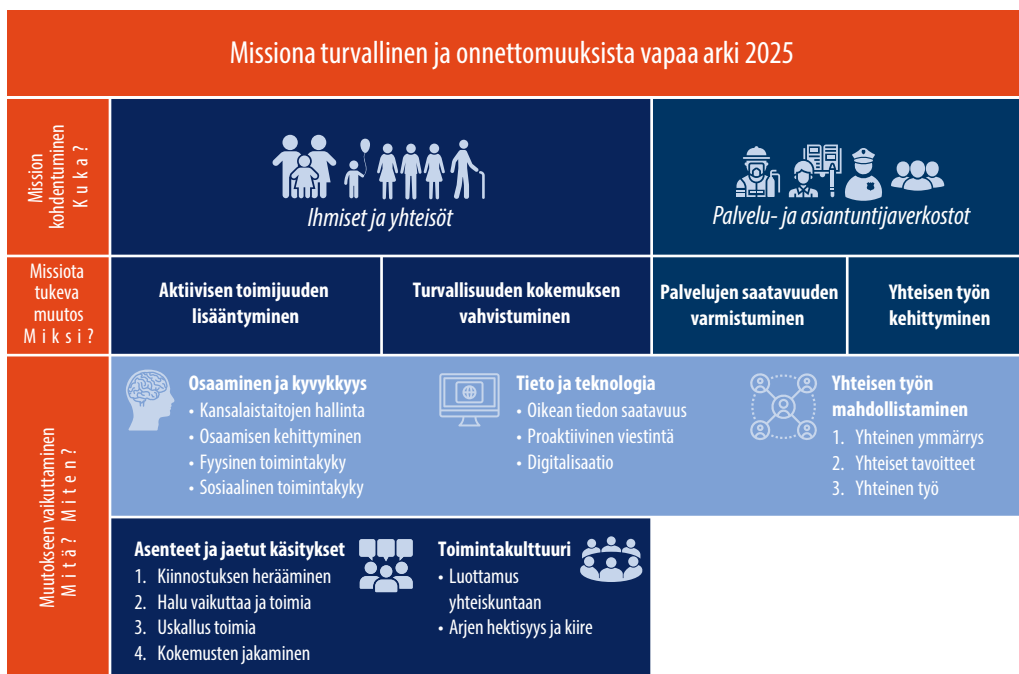 Missiona turvallinen ja onnettomuuksista vapaa arki 2025
Mission
kohdentuminen
Kuka?
Ihmiset ja yhteisöt
Palvelu- ja asiantuntijaverkostot
Missiota
tukeva
muutos
Miksi?
Aktiivisen toimijuuden
lisääntyminen
Turvallisuuden kokemuksen
vahvistuminen
Palvelujen saatavuuden
varmistuminen
Yhteisen työn
kehittyminen
Muutokseen vaikuttaminen
Mitä? Miten?
Osaaminen ja kyvykkyys
• Kansalaistaitojen hallinta
• Osaamisen kehittyminen
• Fyysinen toimintakyky
• Sosiaalinen toimintakyky
Tieto ja teknologia
• Oikean tiedon saatavuus
• Proaktiivinen viestintä
• Digitalisaatio
Yhteisen työn
mahdollistaminen
1. Yhteinen ymmärrys
2. Yhteiset tavoitteet
3. Yhteinen työ
Asenteet ja jaetut käsitykset
1. Kiinnostuksen herääminen
2. Halu vaikuttaa ja toimia
3. Uskallus toimia
4. Kokemusten jakaminen
Toimintakulttuuri
• Luottamus
yhteiskuntaan
• Arjen hektisyys ja kiire